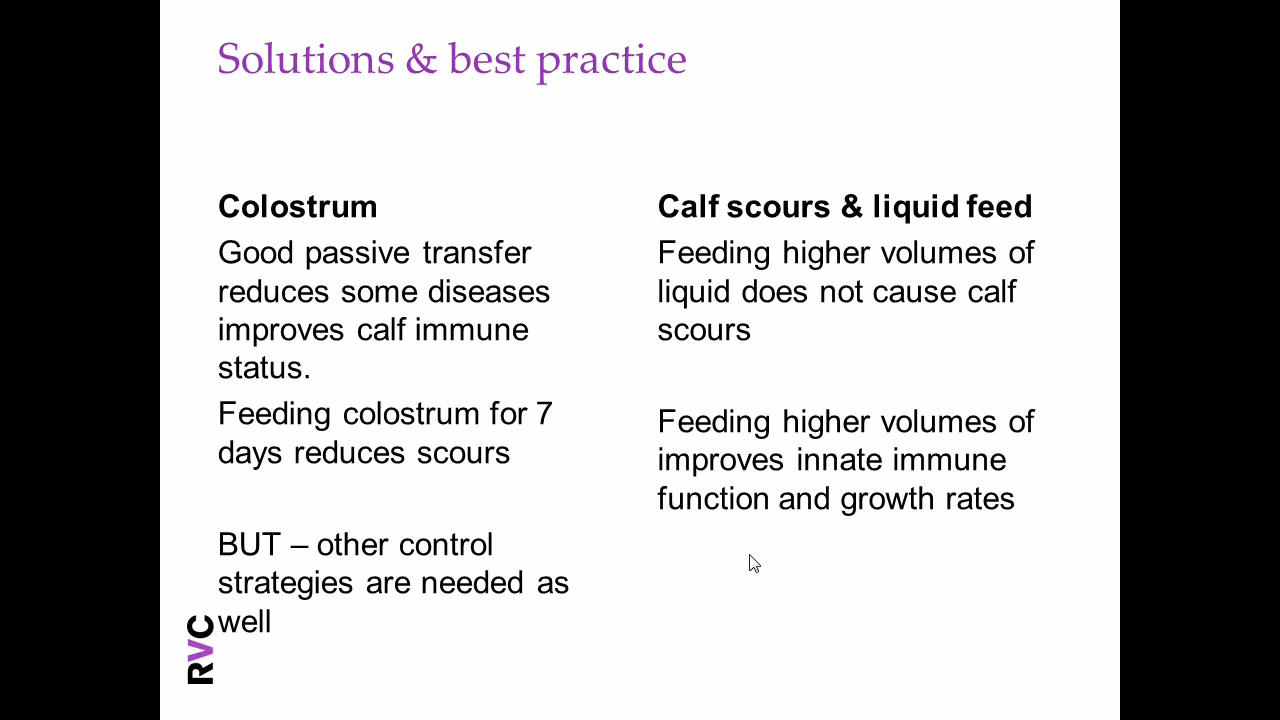 Solutions & best practice
Colostrum
Good passive transfer
reduces some diseases
improves calf immune
status.
Feeding colostrum for 7
days reduces scours
BUT – other control
strategies are needed as
well
Calf scours & liquid feed
Feeding higher volumes of
liquid does not cause calf
scours
Feeding higher volumes of
improves innate immune
function and growth rates
RVC